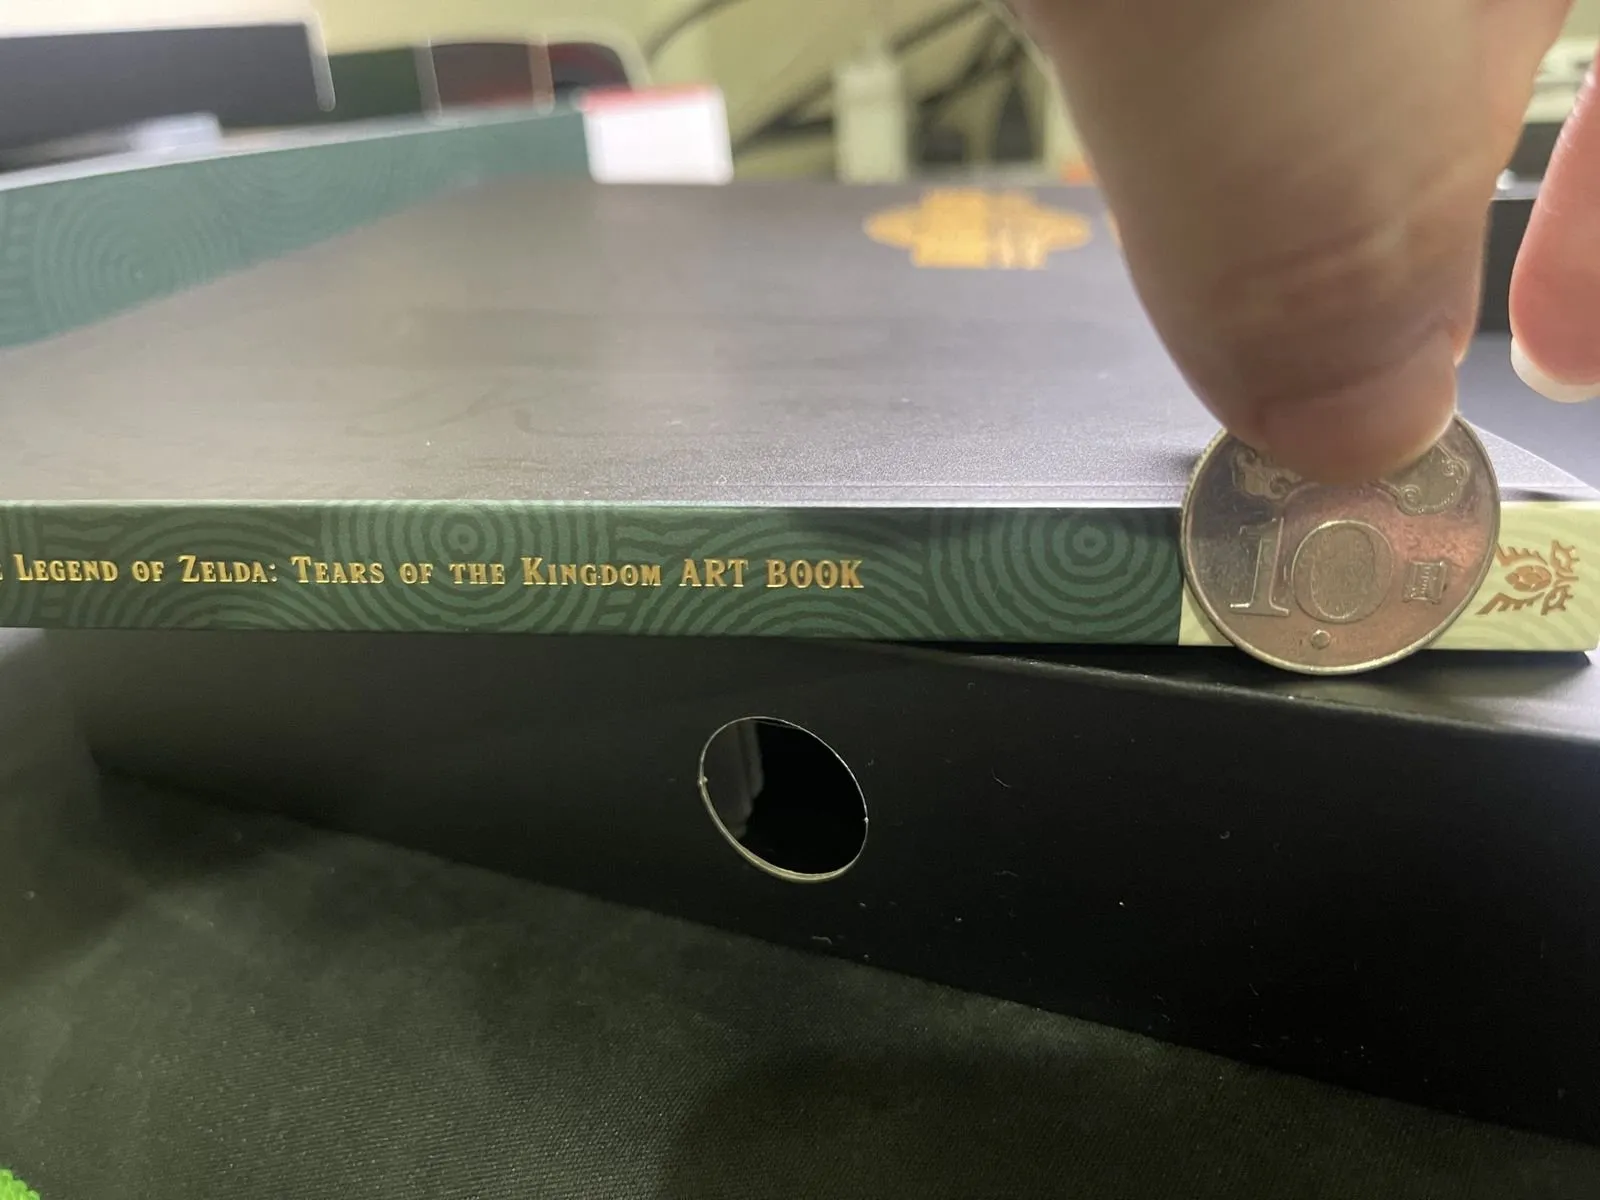 LEGEND OF ZELDA: TEARS OF THE KINGDOM ART BOOK
10